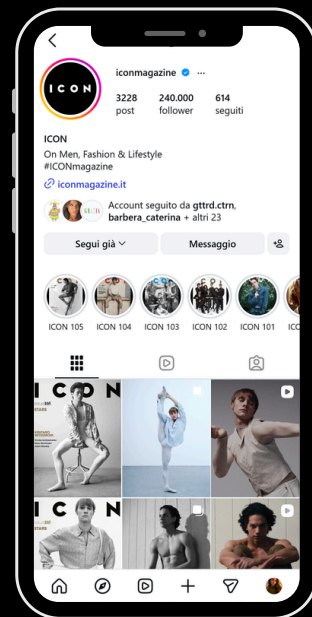 iconmagazine
ICON
3228 240.000 614
post follower seguiti
ICON
On Men, Fashion & Lifestyle
#ICONmagazine
iconmagazine.it
Account seguito da gttrd.ctrn,
barbera_caterina + altri 23
Segui già Messaggio
ICON 105 ICON 104 ICON 103 ICON 102 ICON 101 ICO
ICON
ICON